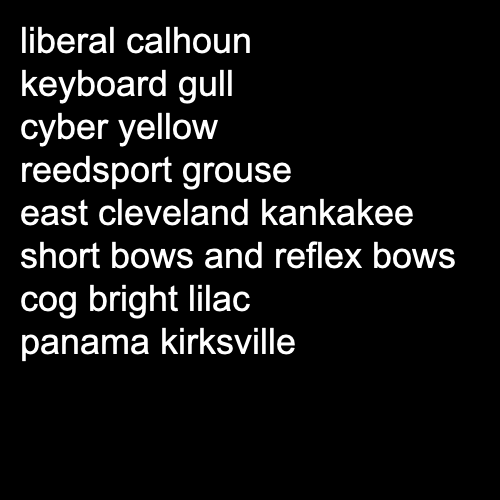 liberal calhoun
keyboard gull
cyber yellow
reedsport grouse
east cleveland kankakee
short bows and reflex bows
cog bright lilac
panama kirksville